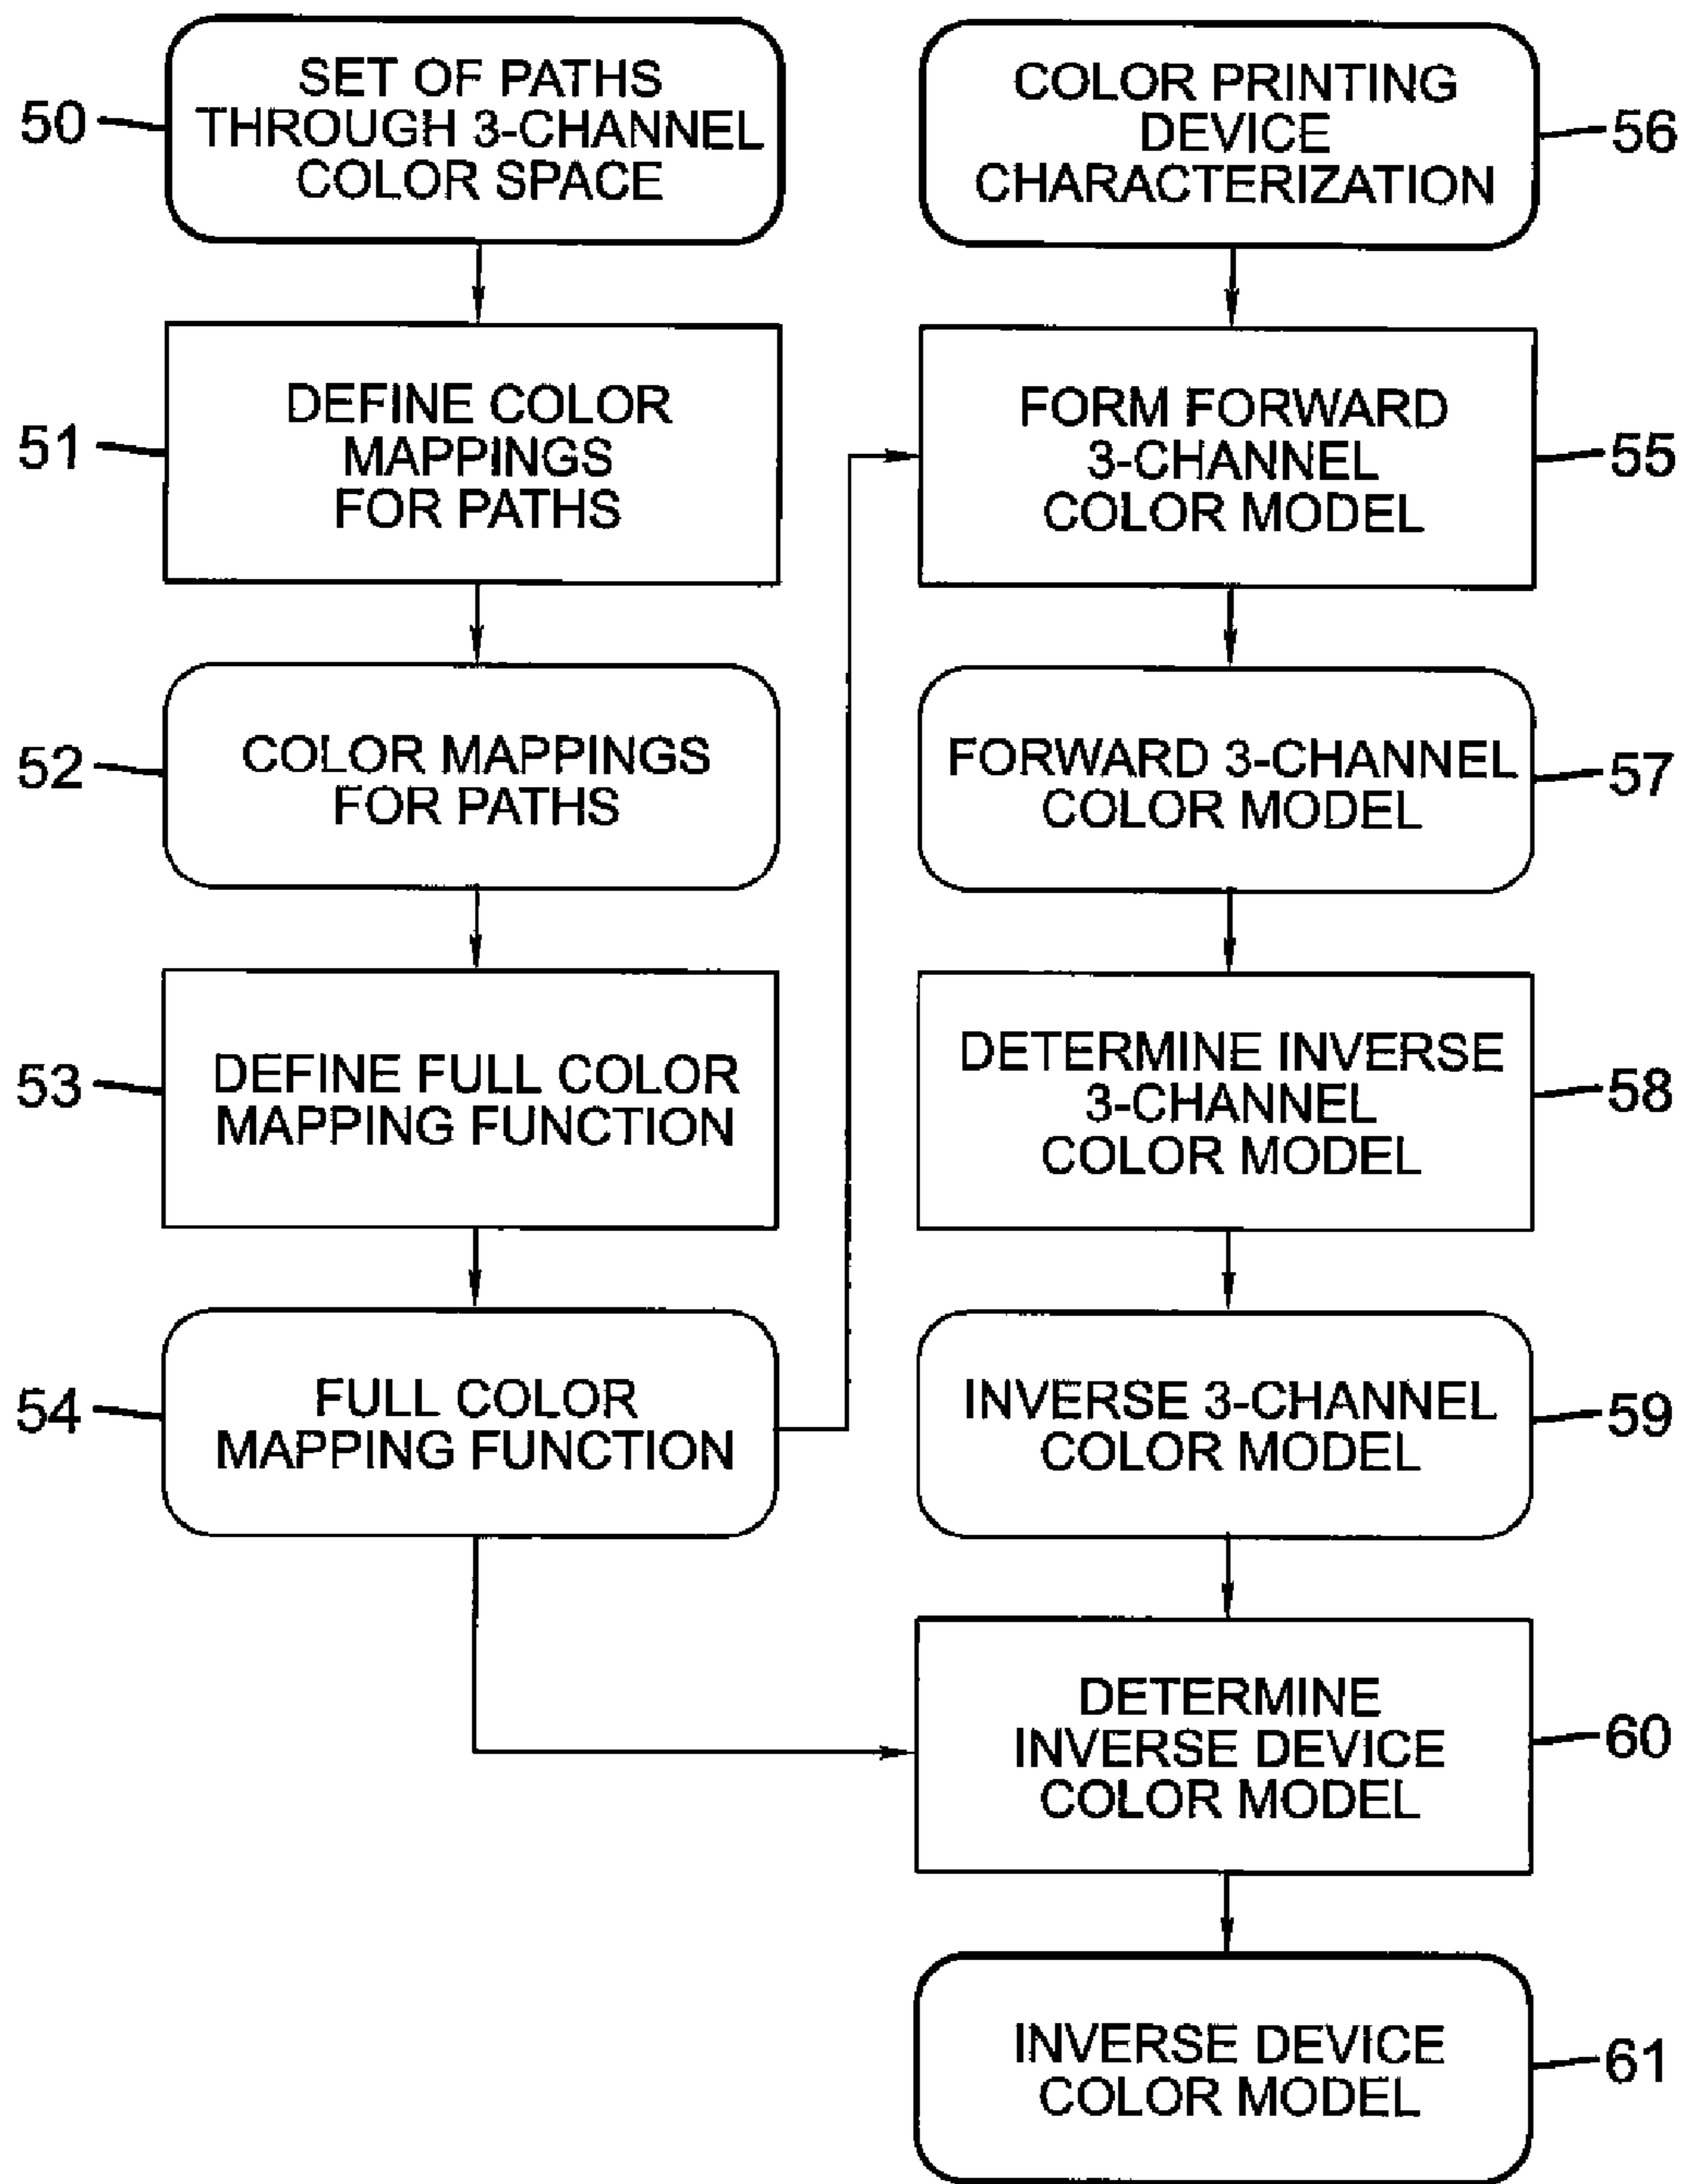 50
SET OF PATHS
THROUGH 3-CHANNEL
COLOR SPACE
51
DEFINE COLOR
MAPPINGS
FOR PATHS
52
COLOR MAPPINGS
FOR PATHS
53
DEFINE FULL COLOR
MAPPING FUNCTION
54
FULL COLOR
MAPPING FUNCTION
COLOR PRINTING
DEVICE
CHARACTERIZATION
56
FORM FORWARD
3-CHANNEL
COLOR MODEL
55
FORWARD 3-CHANNEL
COLOR MODEL
57
DETERMINE INVERSE
3-CHANNEL
COLOR MODEL
58
INVERSE 3-CHANNEL
COLOR MODEL
59
DETERMINE
INVERSE DEVICE
COLOR MODEL
60
INVERSE DEVICE
COLOR MODEL
61